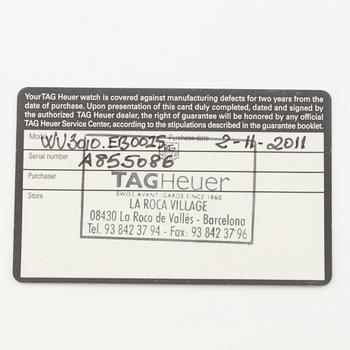 Your TAG Heuer watch is covered against manufacturing defects for two years from the
date of purchase. Upon presentation of this card duly completed, dated and signed by
the authorized TAG Heuer dealer, the right of guarantee will be honored by any official
TAG Heuer Service Center, according to the stipulations described in the guarantee booklet.
Model WV3010.EB0025 Purchase date 2-11-2011
Serial number A855086
Purchaser TAGHeuer
SWISS AVANT-GARDE SINCE 1860
Store LA ROCA VILLAGE
08430 La Roca de Vallés - Barcelona
Tel. 93 842 37 94 - Fax: 93 842 37 96